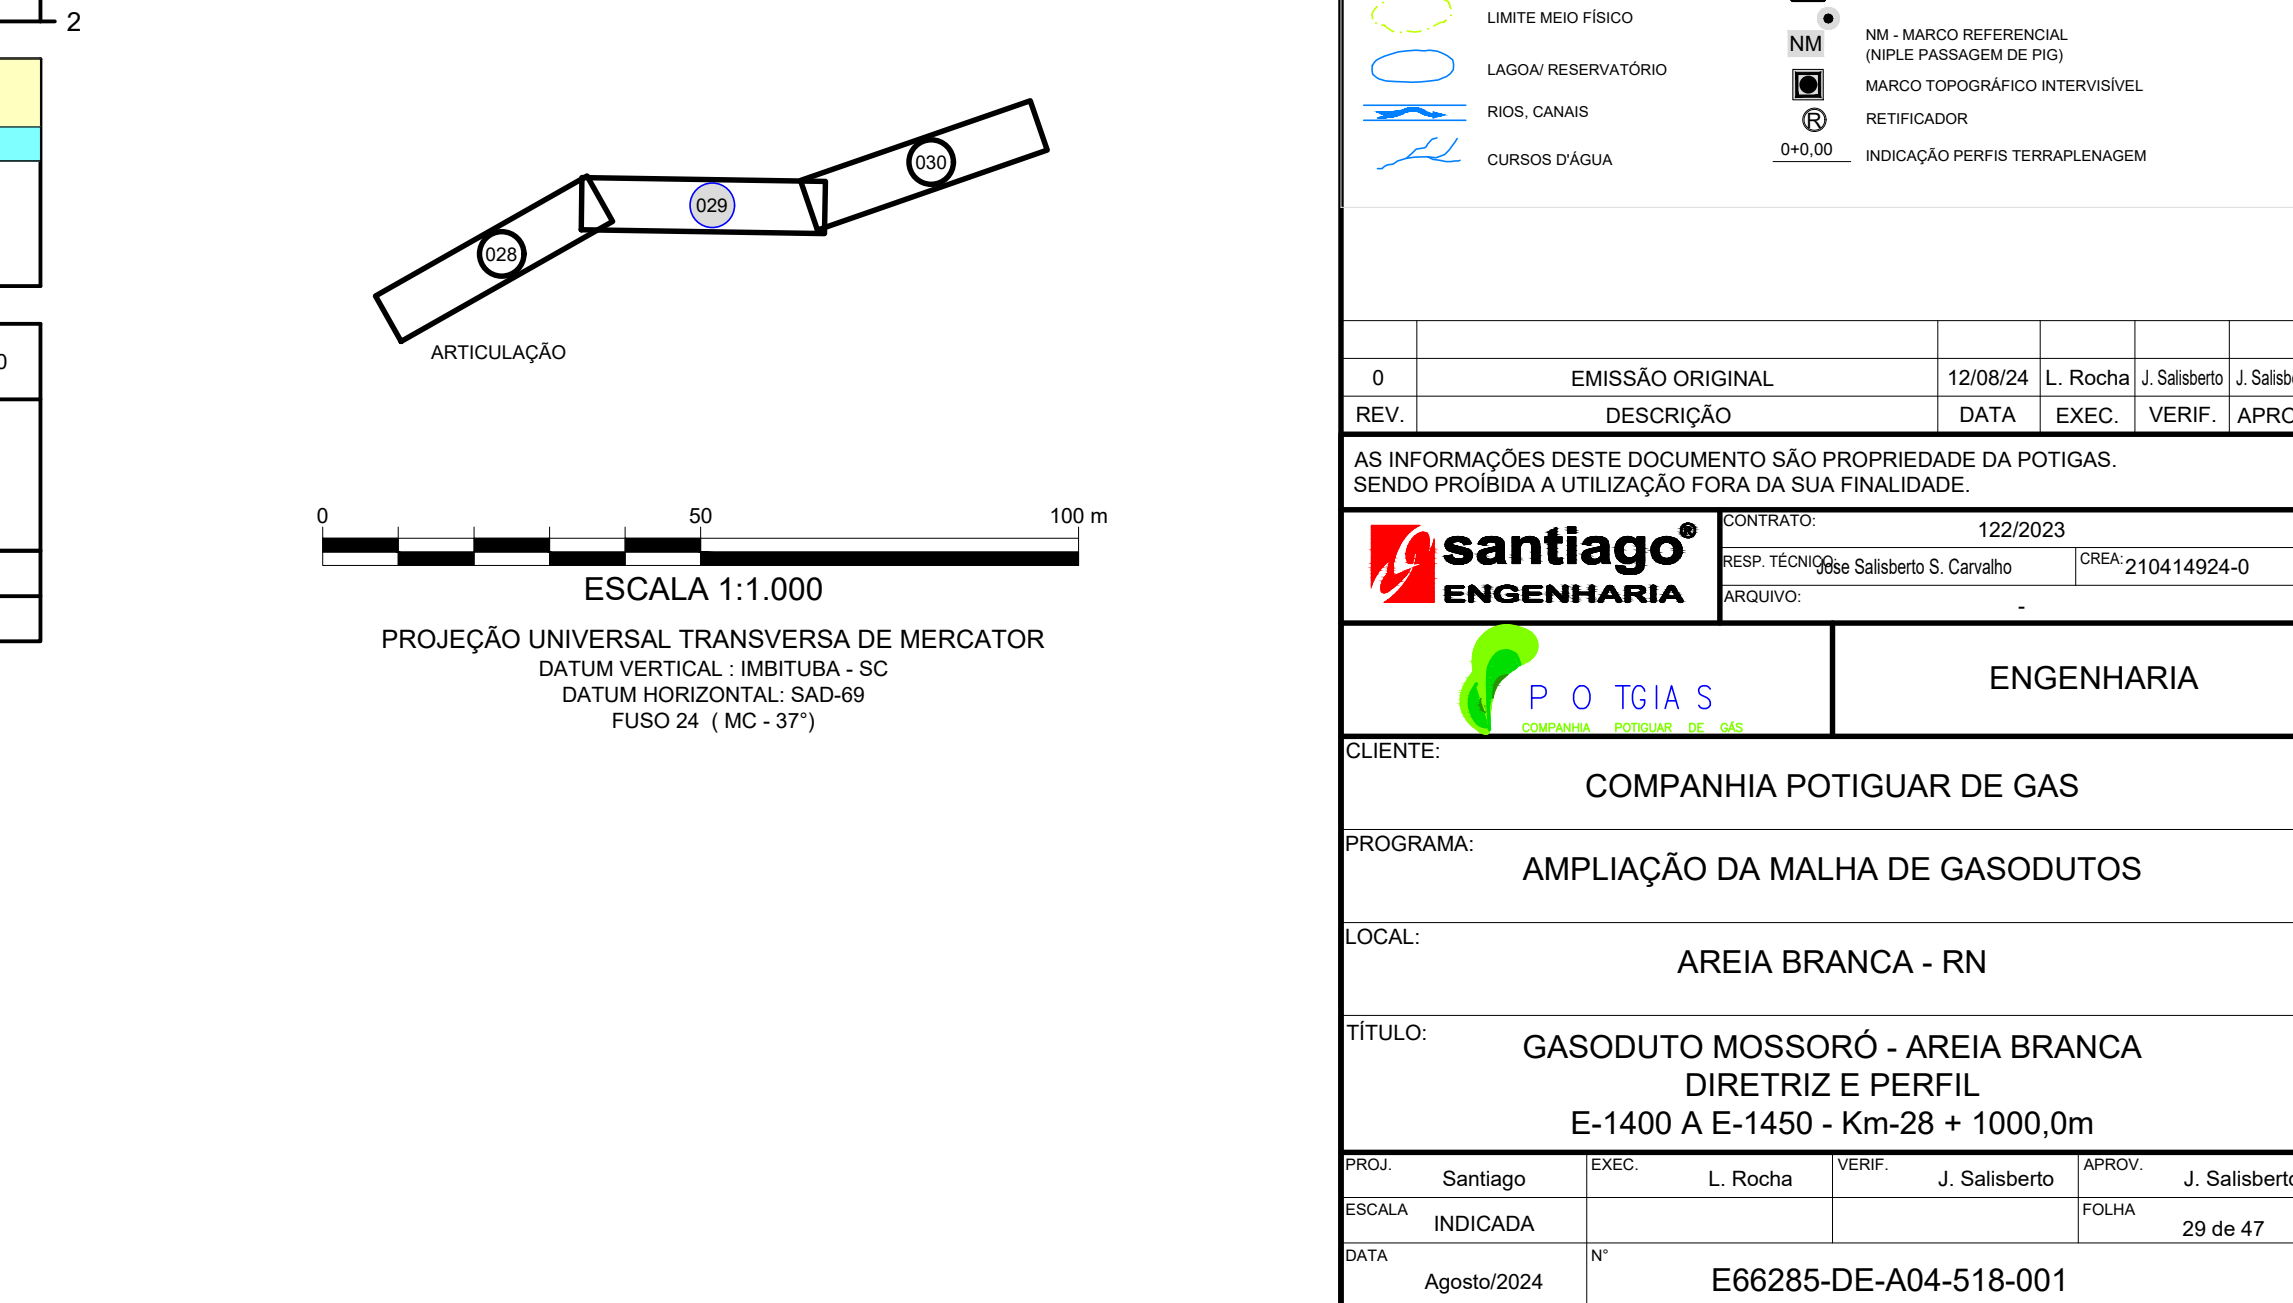 2
0
028
029
030
ARTICULAÇÃO
0 50 100 m
ESCALA 1:1.000
PROJEÇÃO UNIVERSAL TRANSVERSA DE MERCATOR
DATUM VERTICAL : IMBITUBA - SC
DATUM HORIZONTAL: SAD-69
FUSO 24 ( MC - 37°)
LIMITE MEIO FÍSICO
LAGOA/ RESERVATÓRIO
RIOS, CANAIS
CURSOS D'ÁGUA
NM
NM - MARCO REFERENCIAL
(NIPLE PASSAGEM DE PIG)
MARCO TOPOGRÁFICO INTERVISÍVEL
R
RETIFICADOR
0+0,00
INDICAÇÃO PERFIS TERRAPLENAGEM
0 EMISSÃO ORIGINAL 12/08/24 L. Rocha J. Salisberto J. Salisb
REV. DESCRIÇÃO DATA EXEC. VERIF. APRO
AS INFORMAÇÕES DESTE DOCUMENTO SÃO PROPRIEDADE DA POTIGAS.
SENDO PROÍBIDA A UTILIZAÇÃO FORA DA SUA FINALIDADE.
santiago®
ENGENHARIA
CONTRATO: 122/2023
RESP. TÉCNICO: Jose Salisberto S. Carvalho CREA: 210414924-0
ARQUIVO: -
P O TGIA S
COMPANHIA POTIGUAR DE GÁS
ENGENHARIA
CLIENTE:
COMPANHIA POTIGUAR DE GAS
PROGRAMA:
AMPLIAÇÃO DA MALHA DE GASODUTOS
LOCAL:
AREIA BRANCA - RN
TÍTULO:
GASODUTO MOSSORÓ - AREIA BRANCA
DIRETRIZ E PERFIL
E-1400 A E-1450 - Km-28 + 1000,0m
PROJ. Santiago EXEC. L. Rocha VERIF. J. Salisberto APROV. J. Salisberto
ESCALA INDICADA FOLHA 29 de 47
DATA Agosto/2024 N° E66285-DE-A04-518-001